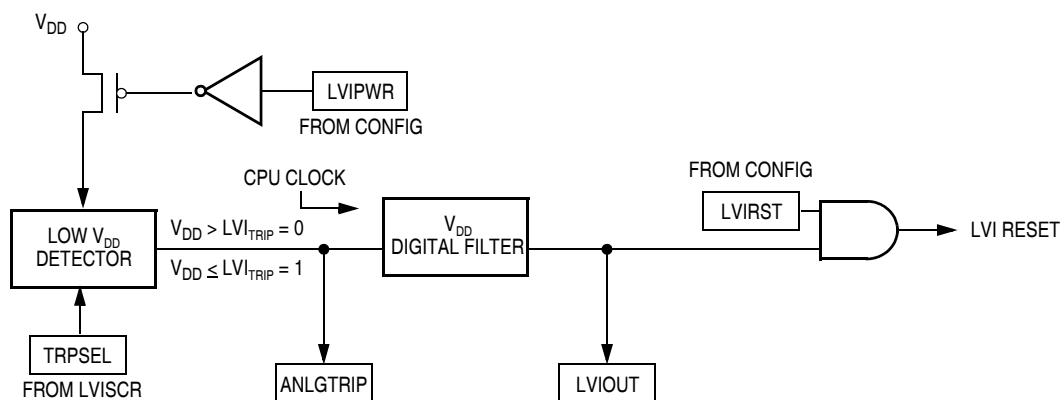 VDD
LVIPWR
FROM CONFIG
CPU CLOCK
FROM CONFIG
LVIRST
LVI RESET
LOW VDD
DETECTOR
VDD > LVITRIP = 0
VDD ≤ LVITRIP = 1
VDD
DIGITAL FILTER
TRPSEL
FROM LVISCR
ANLGTRIP
LVIOUT